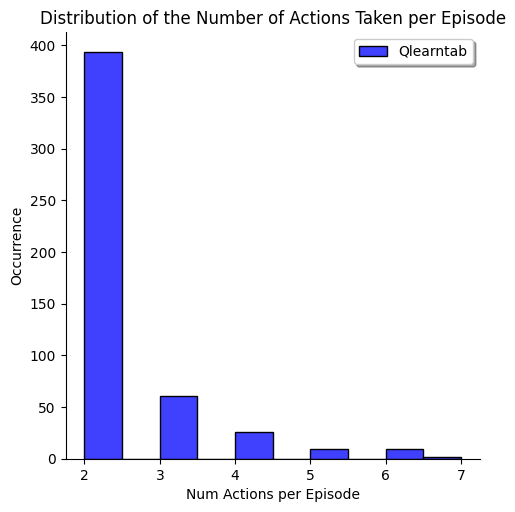 Distribution of the Number of Actions Taken per Episode
Qlearntab
400
350
300
250
200
150
100
50
0
Occurrence
2 3 4 5 6 7
Num Actions per Episode